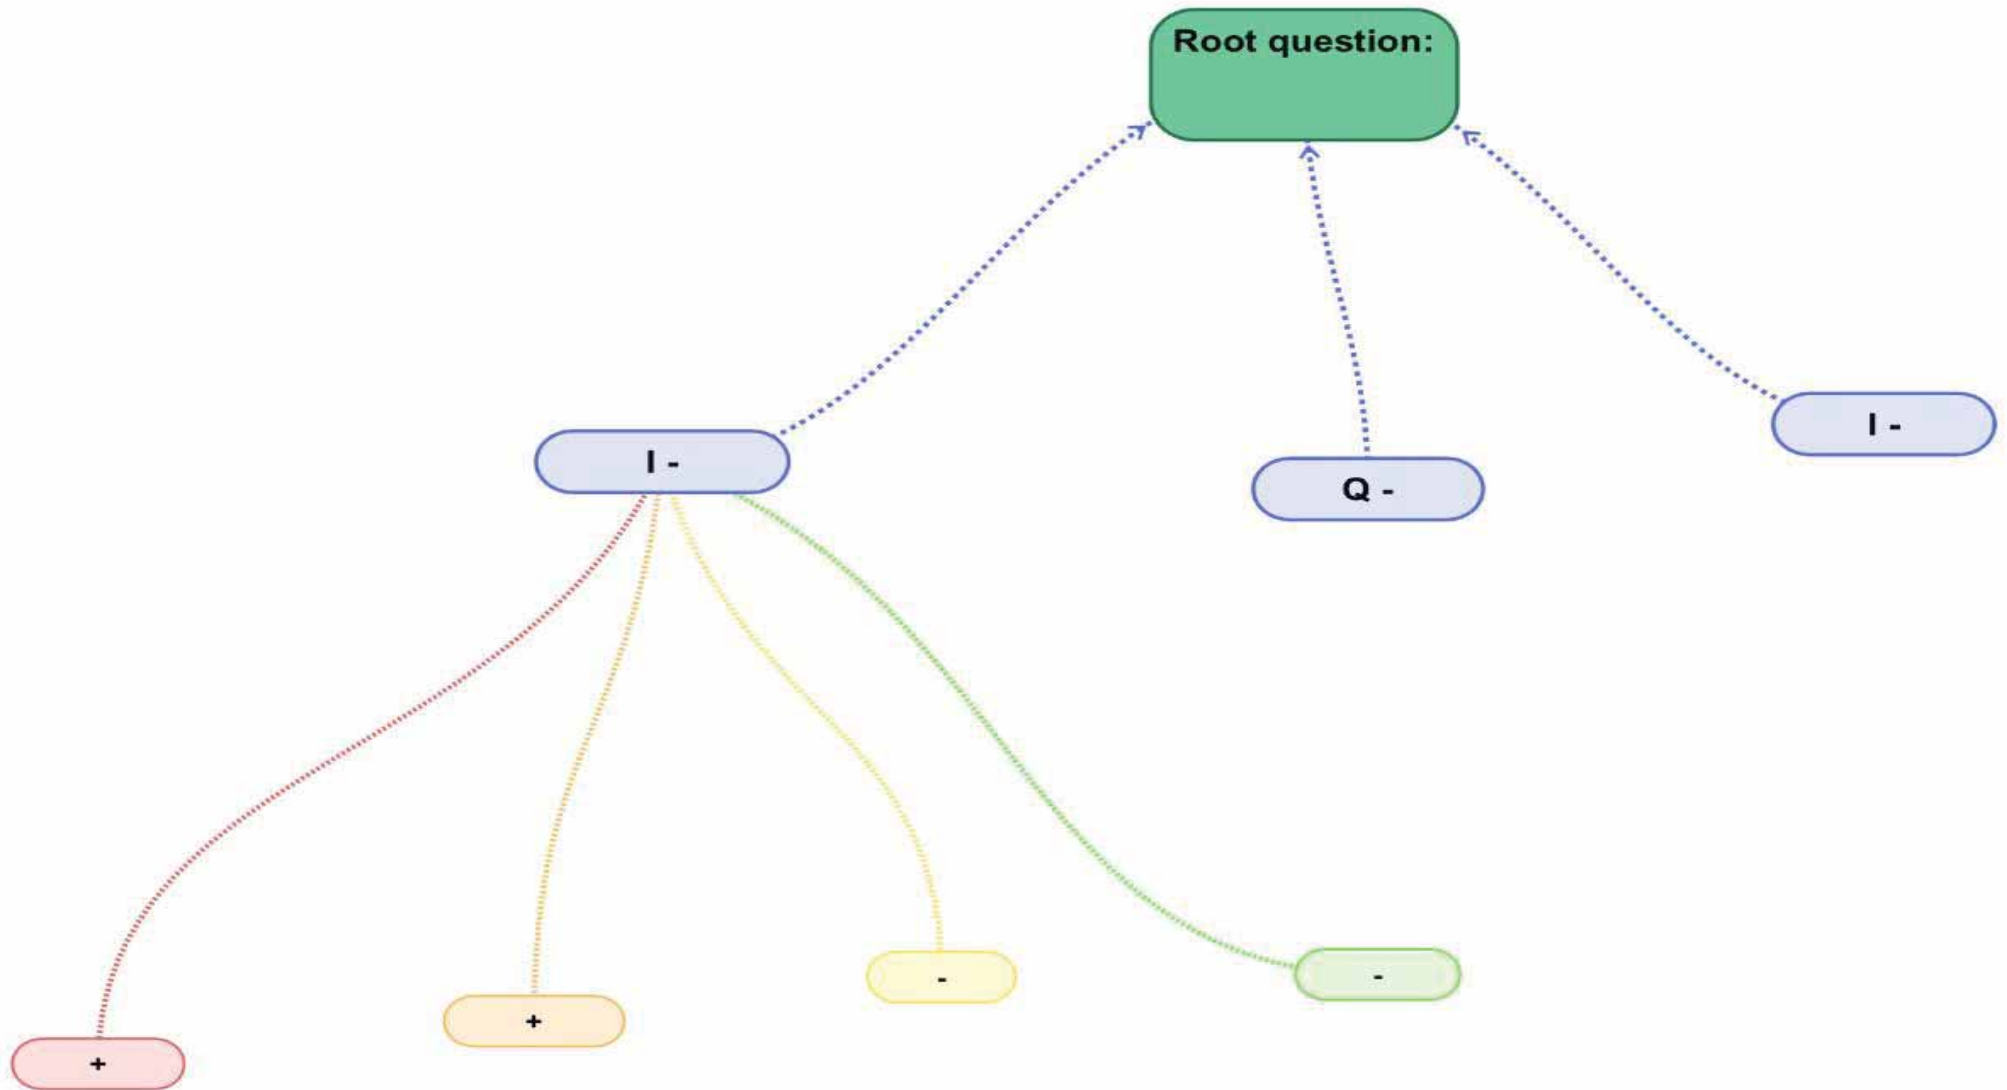 Root question:
I -
Q -
I -
+
+
-
-